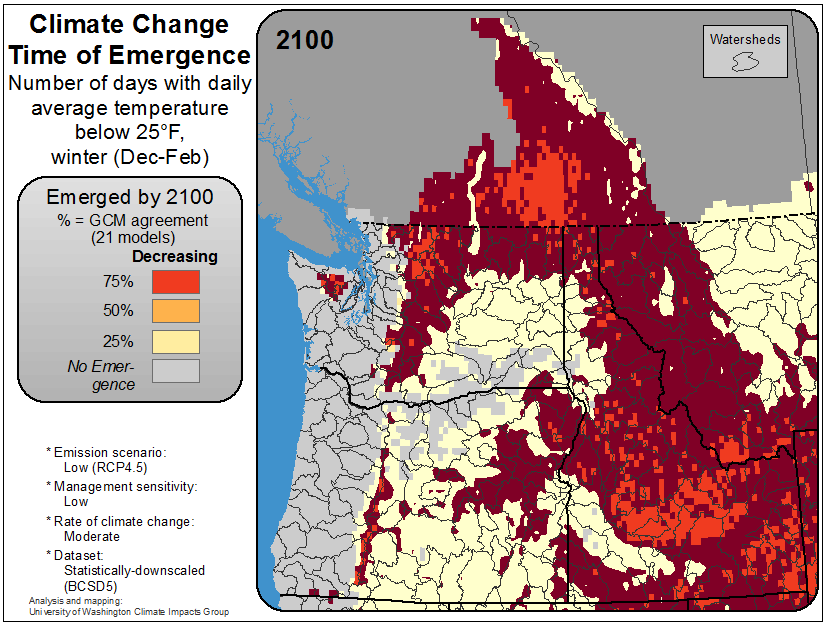 Climate Change
Time of Emergence
Number of days with daily
average temperature
below 25°F,
winter (Dec-Feb)
Emerged by 2100
% = GCM agreement
(21 models)
Decreasing
75%
50%
25%
No Emer-
gence
* Emission scenario:
Low (RCP4.5)
* Management sensitivity:
Low
* Rate of climate change:
Moderate
* Dataset:
Statistically-downscaled
(BCSD5)
Analysis and mapping:
University of Washington Climate Impacts Group
2100
Watersheds